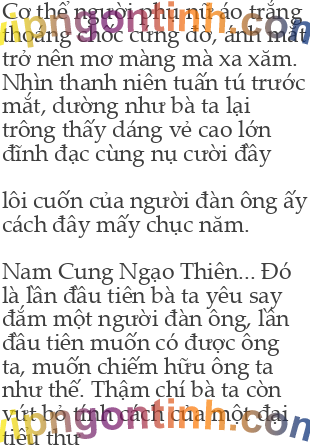 Cơ thể người phụ nữ áo trắng
thoáng chốc cứng đờ, ánh mắt
trở nên mơ màng mà xa xăm.
Nhìn thanh niên tuấn tú trước
mắt, dường như bà ta lại
trông thấy dáng vẻ cao lớn
đĩnh đạc cùng nụ cười đầy
lôi cuốn của người đàn ông ấy
cách đây mấy chục năm.
Nam Cung Ngạo Thiên... Đó
là lần đầu tiên bà ta yêu say
đắm một người đàn ông, lần
đầu tiên muốn có được ông
ta, muốn chiếm hữu ông ta
như thế. Thậm chí bà ta còn
vứt bỏ tính cách của một đại
tiểu thư
vipngontinh.com
vipngontinh.com